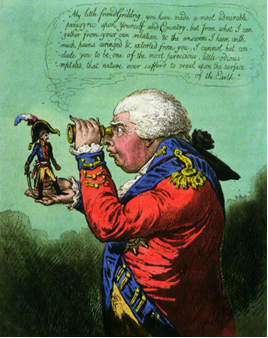 My little friend Grildrig, you have made a most admirable
panegyric upon Yourself and Country, but from what I can
gather from your own relation, & the answers I have with
much pains wringed & extorted from you, I cannot but con-
clude you to be, one of the most pernicious, little odious
reptiles, that nature ever suffer'd to crawl upon the surface
of the Earth.